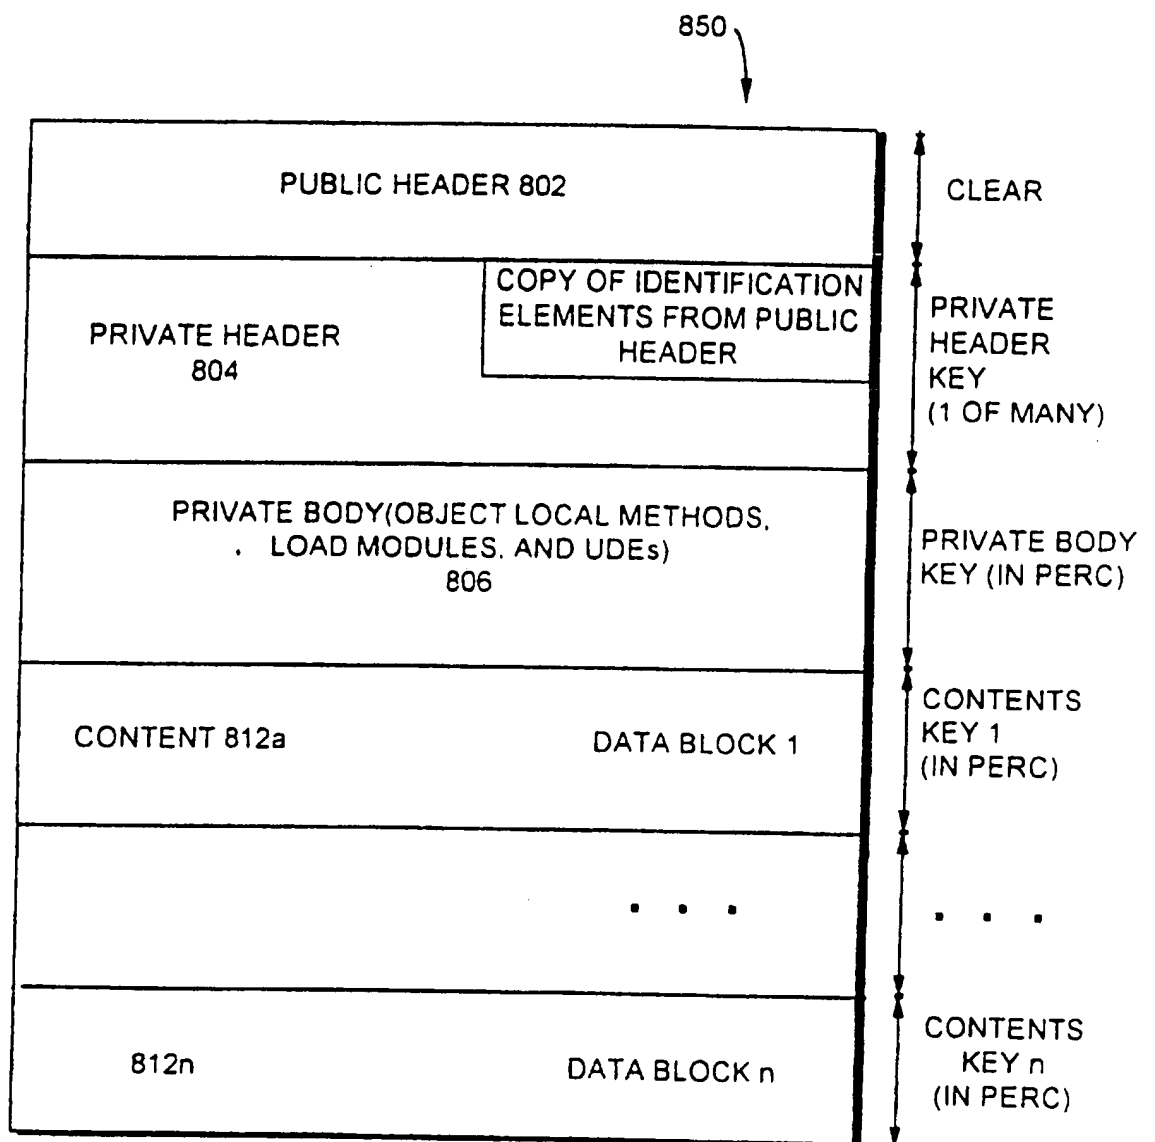 850
PUBLIC HEADER 802
CLEAR
PRIVATE HEADER
804
COPY OF IDENTIFICATION
ELEMENTS FROM PUBLIC
HEADER
PRIVATE
HEADER
KEY
(1 OF MANY)
PRIVATE BODY(OBJECT LOCAL METHODS,
LOAD MODULES, AND UDEs)
806
PRIVATE BODY
KEY (IN PERC)
CONTENT 812a
DATA BLOCK 1
CONTENTS
KEY 1
(IN PERC)
. . .
. . .
812n
DATA BLOCK n
CONTENTS
KEY n
(IN PERC)